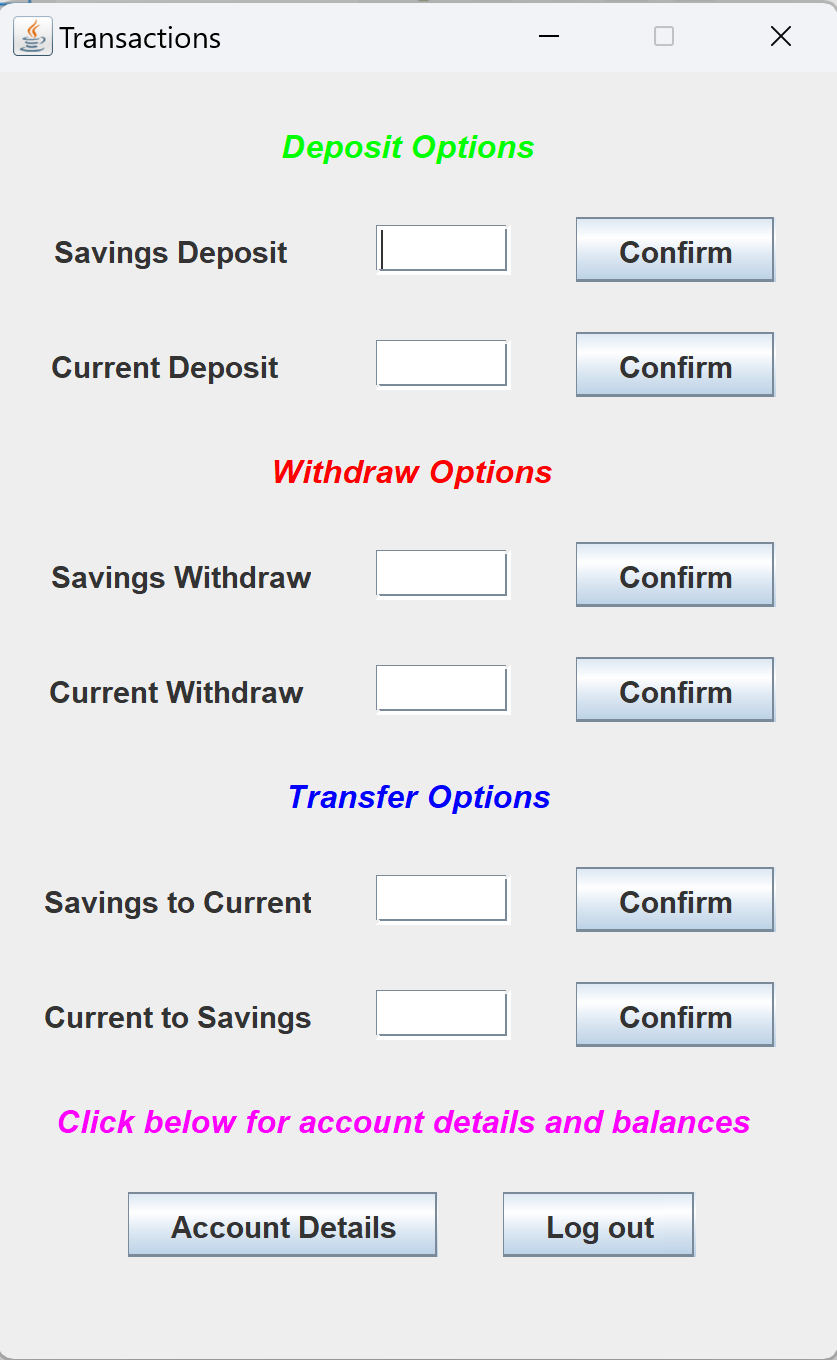 Transactions
Deposit Options
Savings Deposit Confirm
Current Deposit Confirm
Withdraw Options
Savings Withdraw Confirm
Current Withdraw Confirm
Transfer Options
Savings to Current Confirm
Current to Savings Confirm
Click below for account details and balances
Account Details Log out